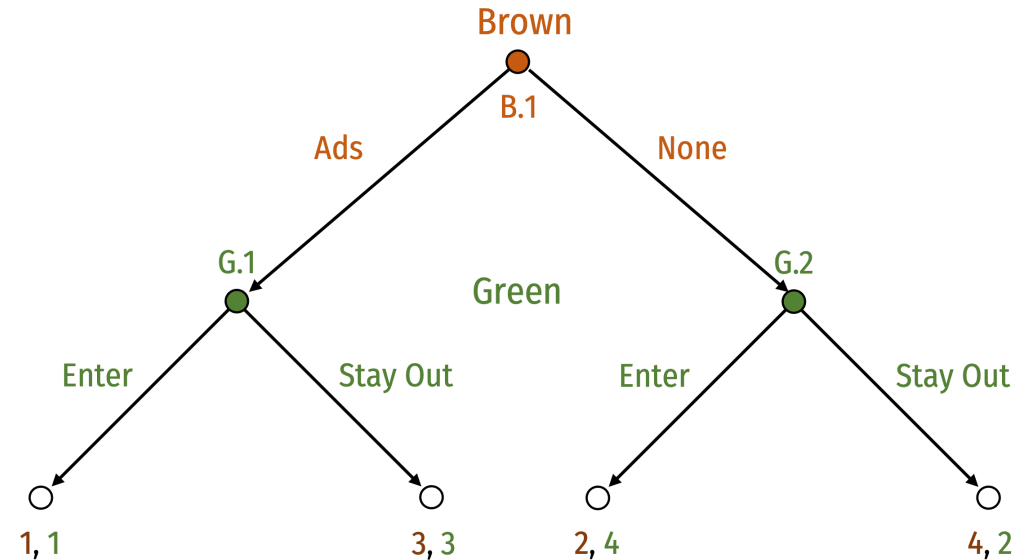 Brown
B.1
Ads
None
G.1
G.2
Green
Enter
Stay Out
Enter
Stay Out
1, 1
3, 3
2, 4
4, 2